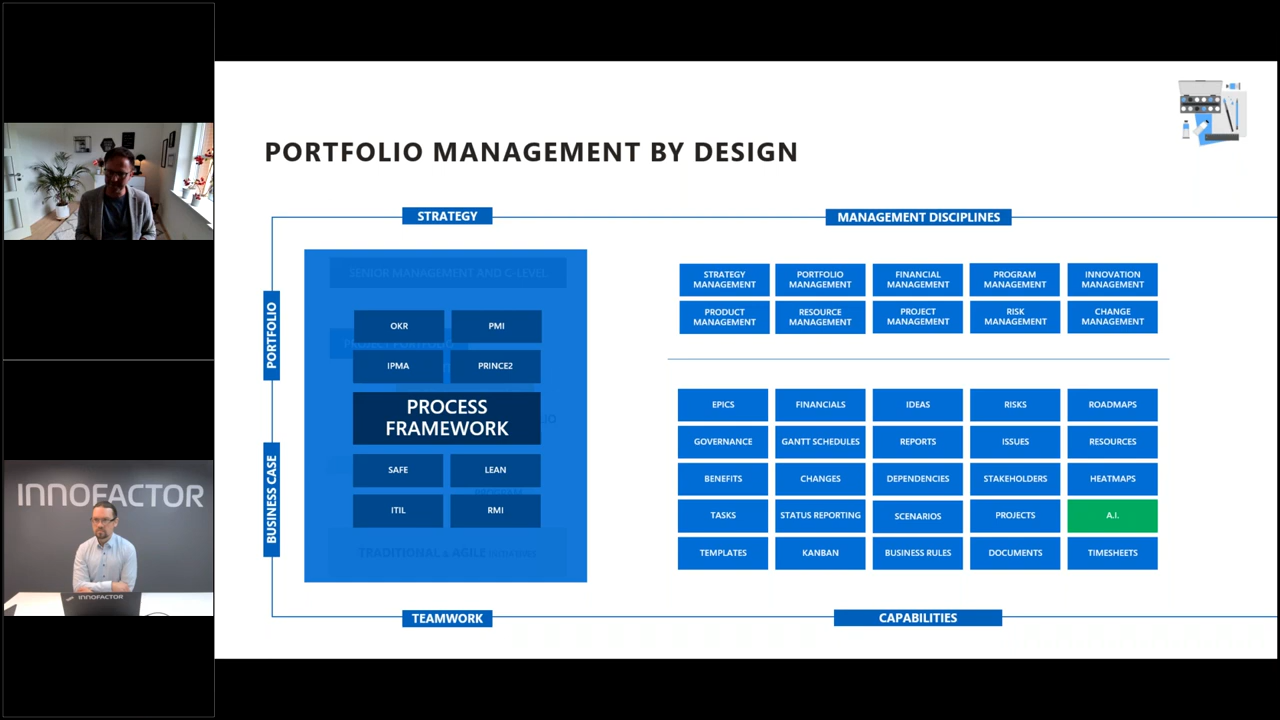 PORTFOLIO MANAGEMENT BY DESIGN
STRATEGY
MANAGEMENT DISCIPLINES
PORTFOLIO
BUSINESS CASE
SENIOR MANAGEMENT AND C-LEVEL
OKR
PMI
PROJECT PORTFOLIO
IPMA
PRINCE2
PROCESS
FRAMEWORK
SAFE
LEAN
PROGRAM
ITIL
RMI
TRADITIONAL & AGILE
STRATEGY
MANAGEMENT
PORTFOLIO
MANAGEMENT
FINANCIAL
MANAGEMENT
PROGRAM
MANAGEMENT
INNOVATION
MANAGEMENT
PRODUCT
MANAGEMENT
RESOURCE
MANAGEMENT
PROJECT
MANAGEMENT
RISK
MANAGEMENT
CHANGE
MANAGEMENT
EPICS
FINANCIALS
IDEAS
RISKS
ROADMAPS
GOVERNANCE
GANTT SCHEDULES
REPORTS
ISSUES
RESOURCES
BENEFITS
CHANGES
DEPENDENCIES
STAKEHOLDERS
HEATMAPS
TASKS
STATUS REPORTING
SCENARIOS
PROJECTS
A.I.
TEMPLATES
KANBAN
BUSINESS RULES
DOCUMENTS
TIMESHEETS
TEAMWORK
CAPABILITIES
INNOFACTOR
INNOFACTOR